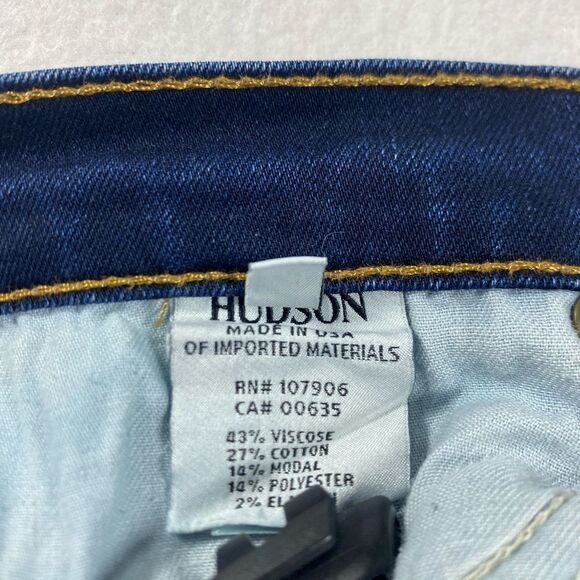 HUDSON
MADE IN USA
OF IMPORTED MATERIALS
RN# 107906
CA# 00635
43% VISCOSE
27% COTTON
14% MODAL
14% POLYESTER
2%